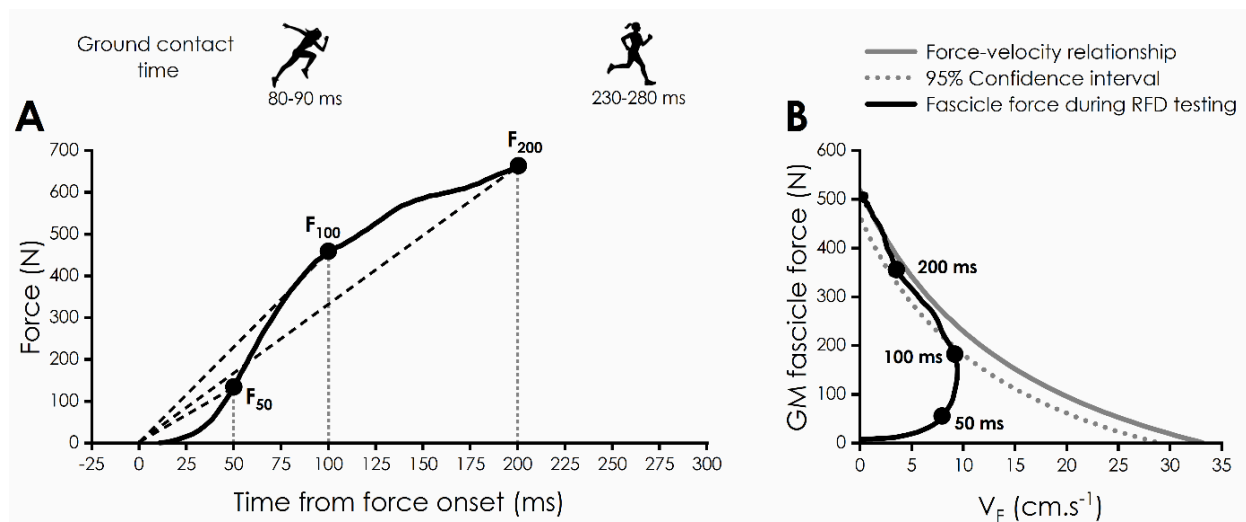 Ground contact
time
80-90 ms
230-280 ms
Force-velocity relationship
95% Confidence interval
Fascicle force during RFD testing
A
Force (N)
700
600
500
400
300
200
100
0
F200
F100
F50
-25 0 25 50 75 100 125 150 175 200 225 250 275 300
Time from force onset (ms)
B
GM fascicle force (N)
600
500
400
300
200
100
0
200 ms
100 ms
50 ms
0 5 10 15 20 25 30 35
VF (cm.s-1)